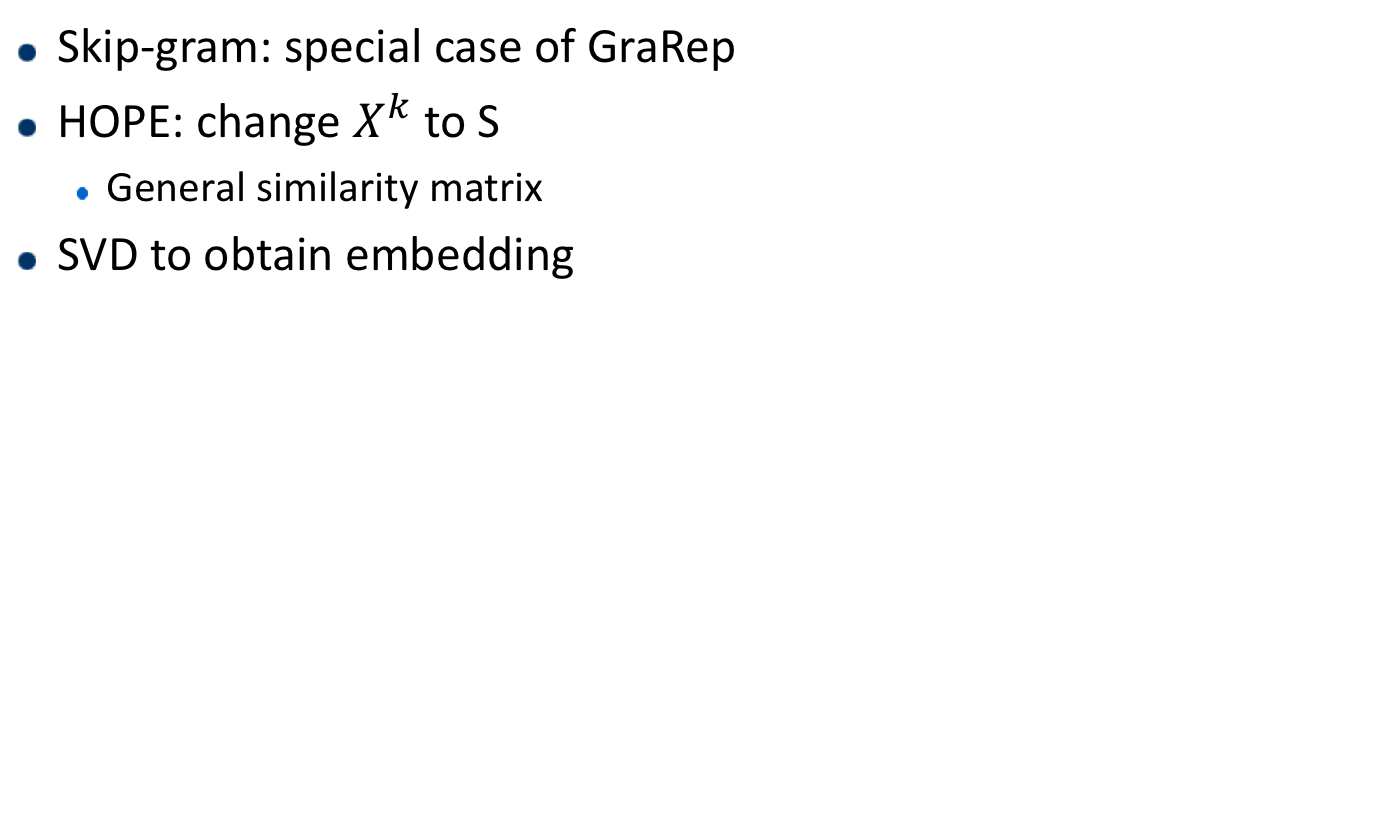 • Skip-gram: special case of GraRep
• HOPE: change $X^k$ to S
• General similarity matrix
• SVD to obtain embedding